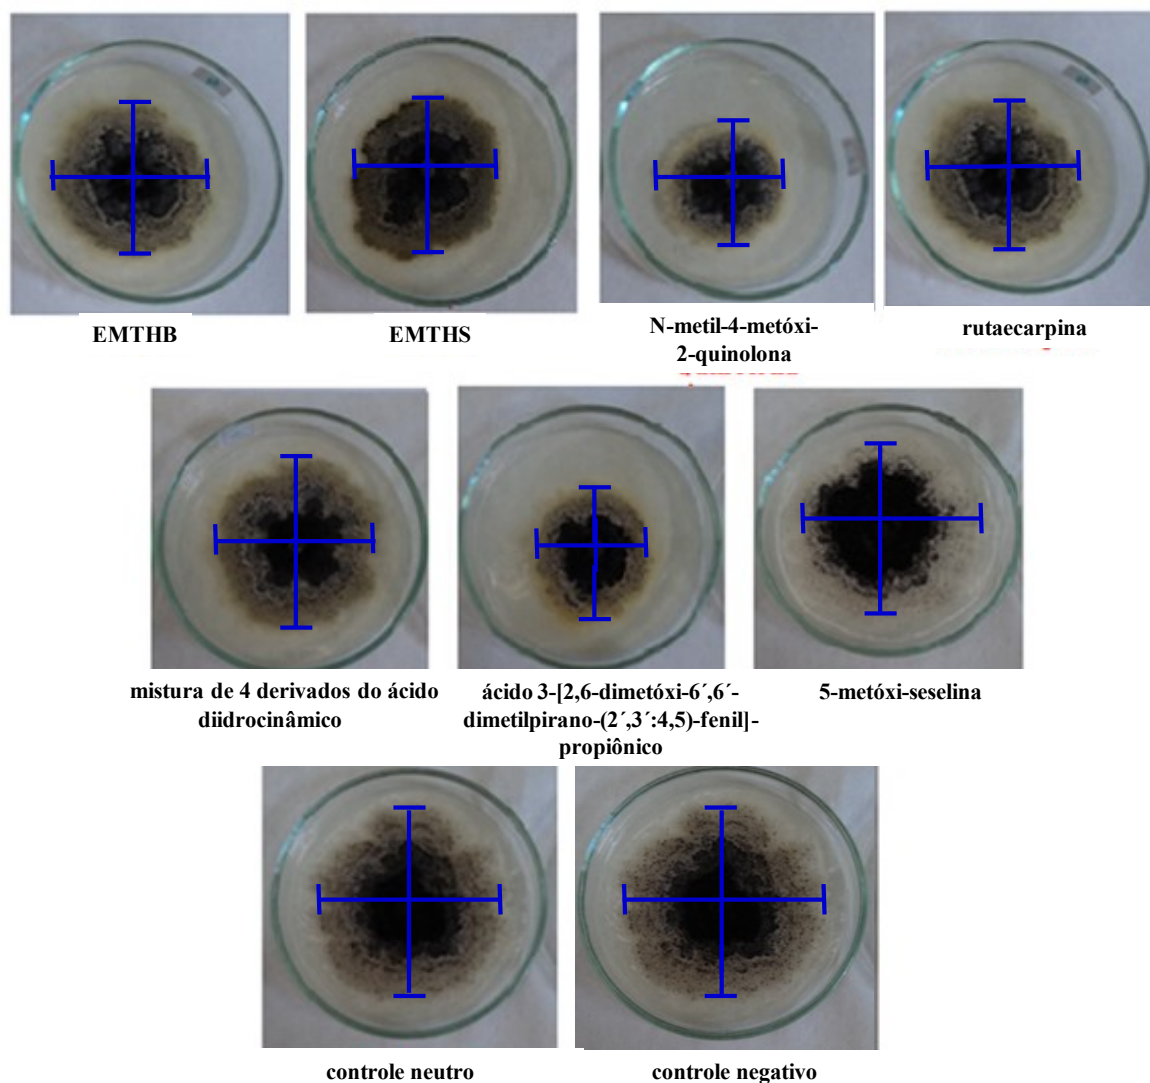 EMTHB
EMTHS
N-metil-4-metóxi-
2-quinolona
rutaecarpina
mistura de 4 derivados do ácido
diidrocinâmico
ácido 3-[2,6-dimetóxi-6´,6´-
dimetilpirano-(2´,3´:4,5)-fenil]-
propiônico
5-metóxi-seselina
controle neutro
controle negativo